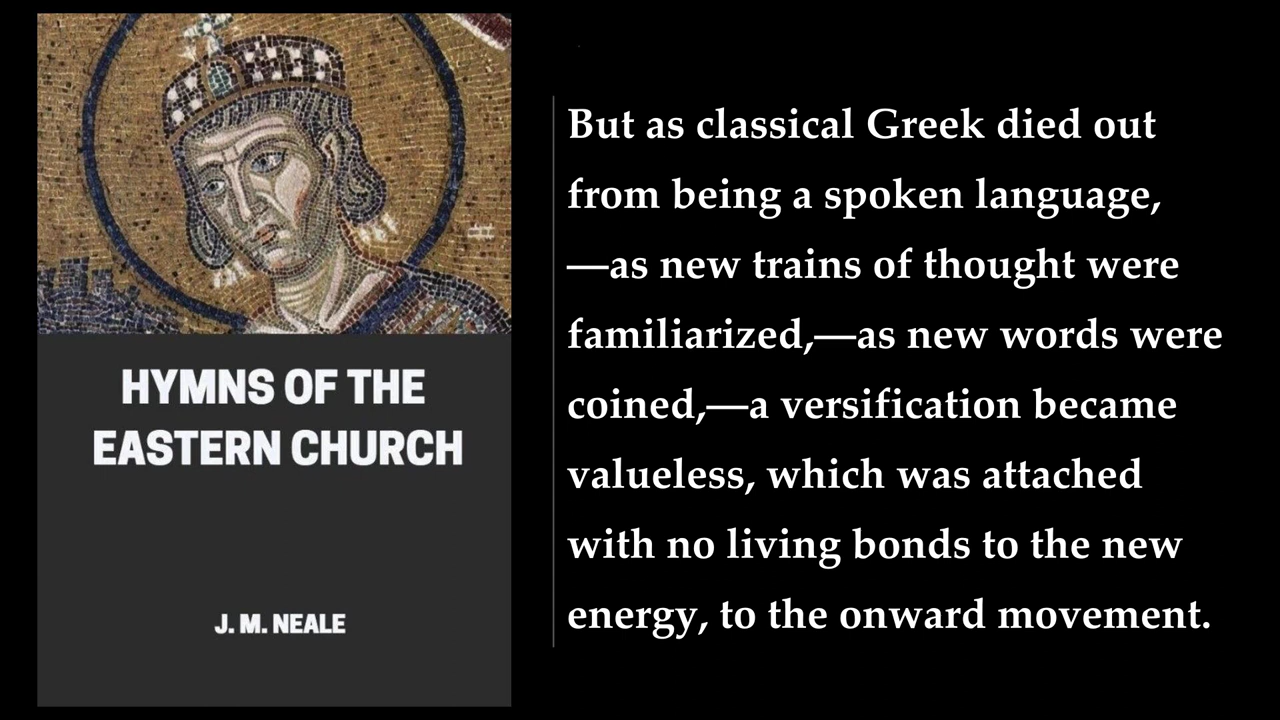 HYMNS OF THE
EASTERN CHURCH
J. M. NEALE
But as classical Greek died out
from being a spoken language,
—as new trains of thought were
familiarized,—as new words were
coined,—a versification became
valueless, which was attached
with no living bonds to the new
energy, to the onward movement.